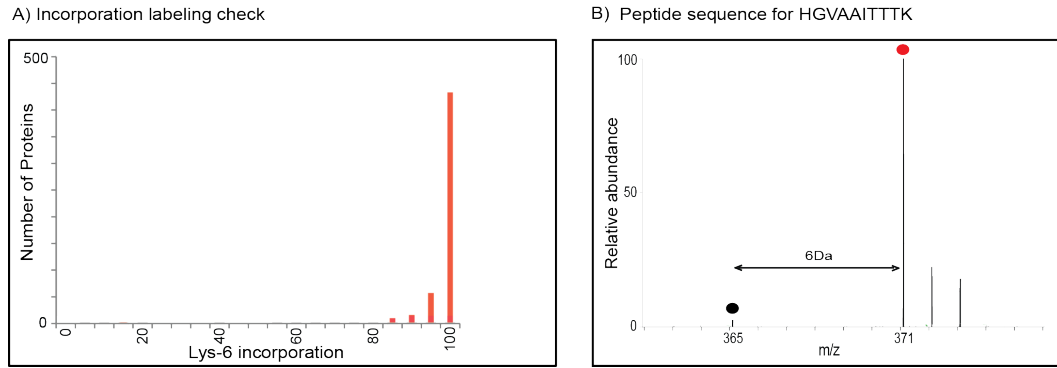 A) Incorporation labeling check
500
Number of Proteins
0
0
20
40
60
80
100
Lys-6 incorporation
B) Peptide sequence for HGVAAITTTK
100
Relative abundance
50
6Da
0
365
371
m/z